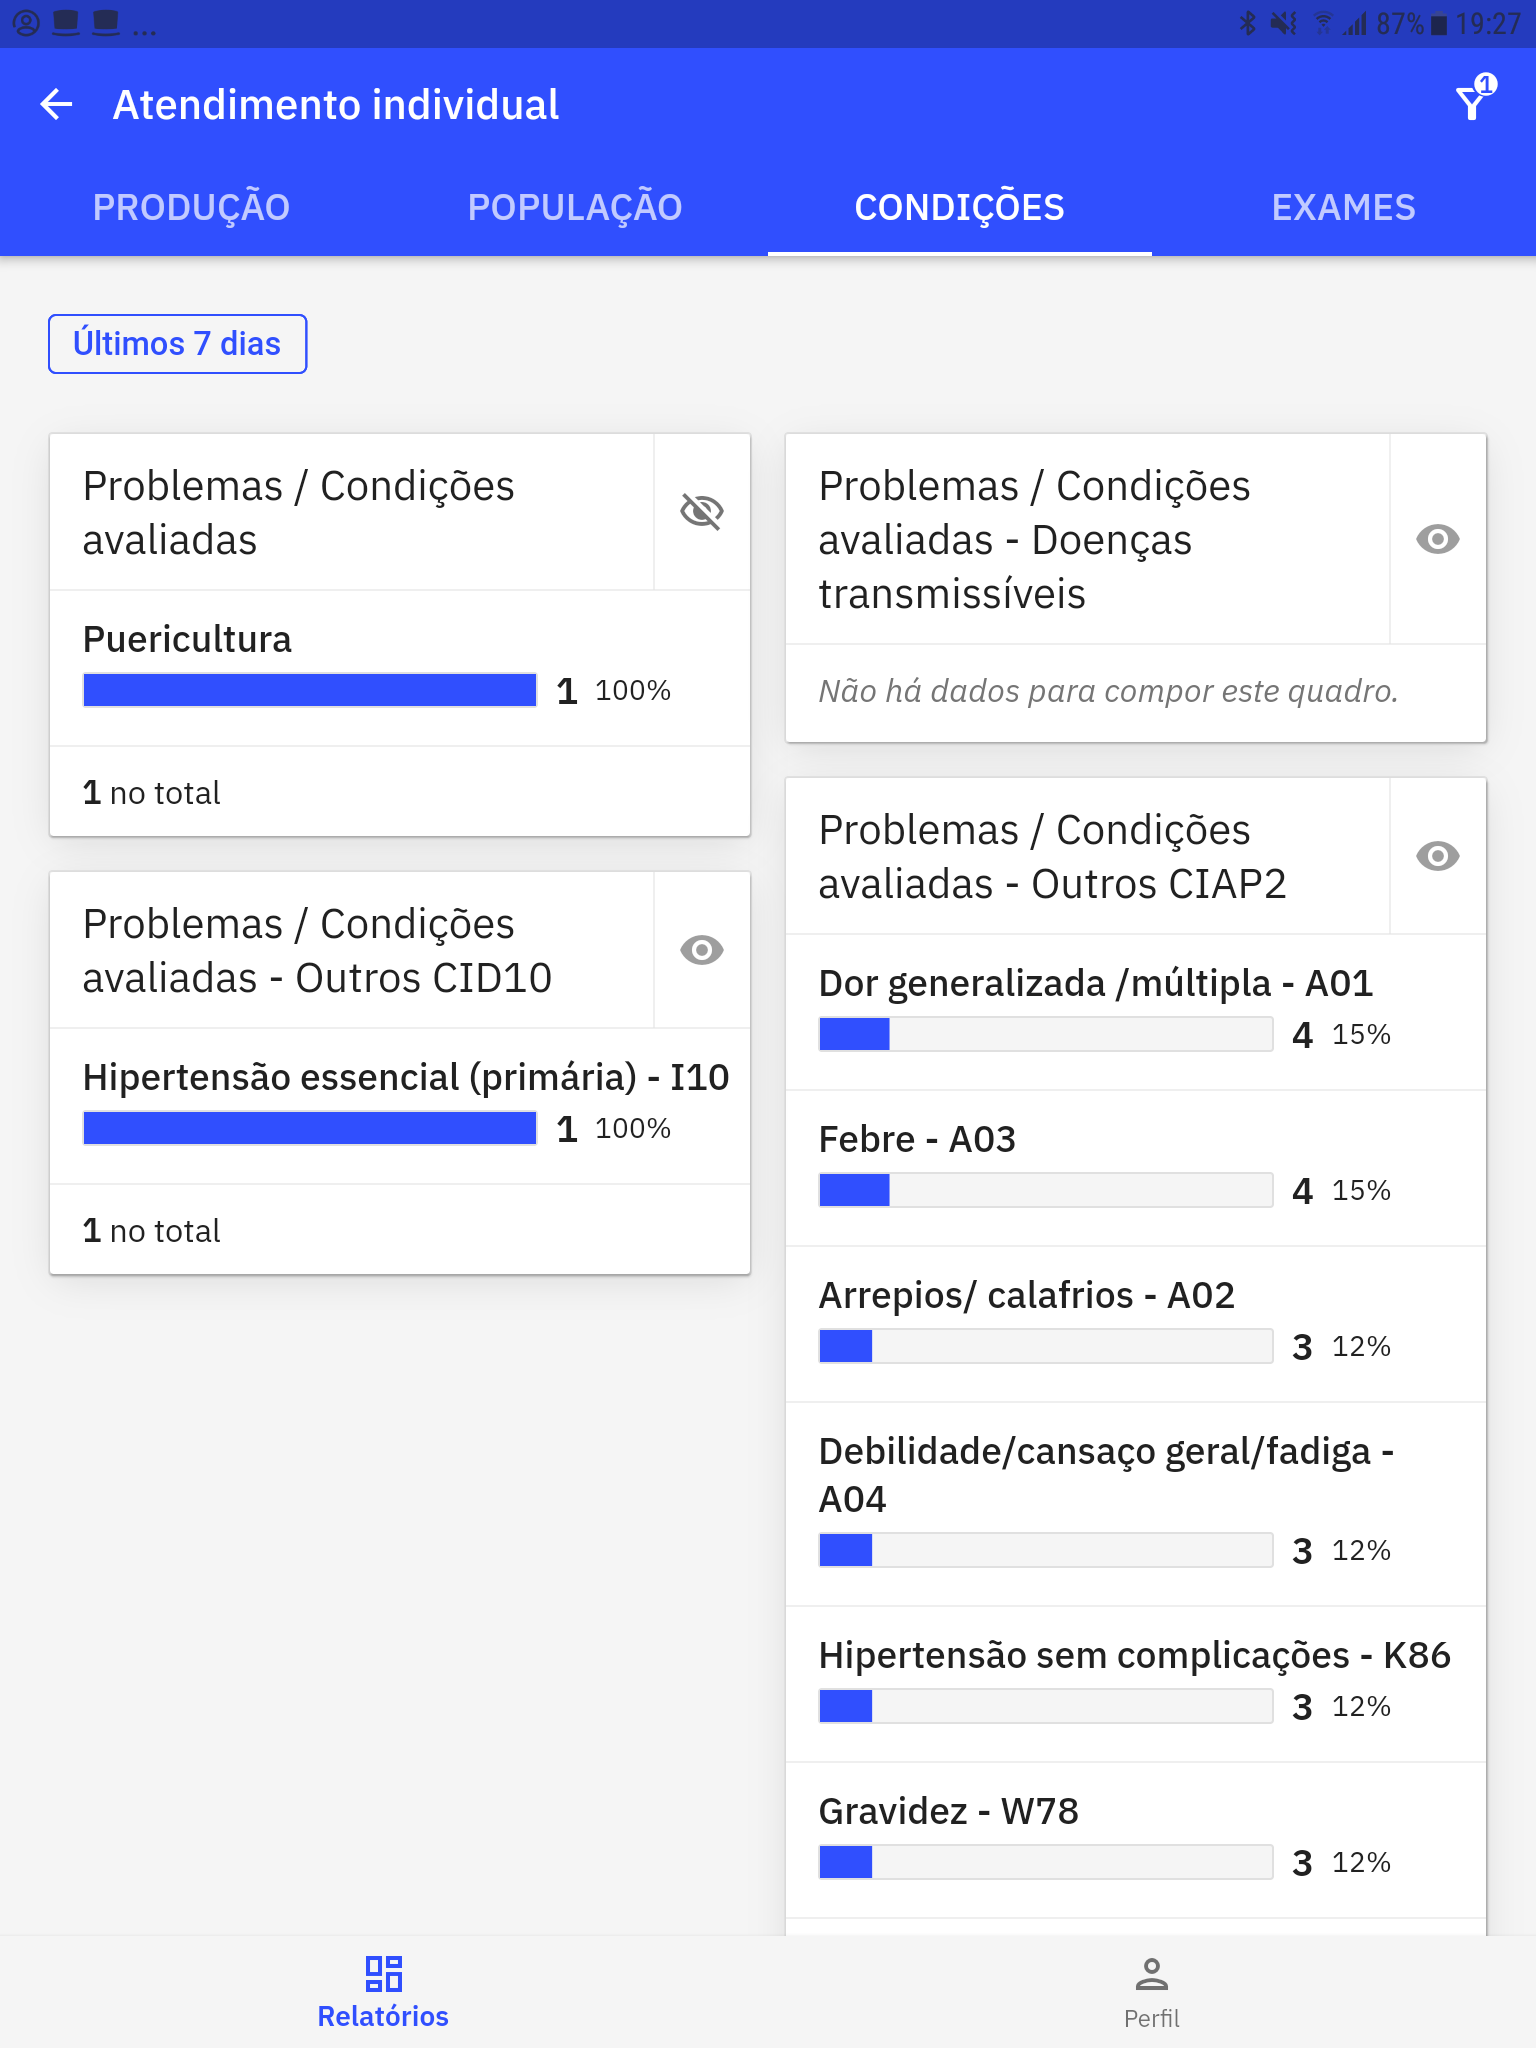 ... 87% 19:27
Atendimento individual 1
PRODUÇÃO POPULAÇÃO CONDIÇÕES EXAMES
Últimos 7 dias
Problemas / Condições
avaliadas
Puericultura
1 100%
1 no total
Problemas / Condições
avaliadas - Outros CID10
Hipertensão essencial (primária) - I10
1 100%
1 no total
Problemas / Condições
avaliadas - Doenças
transmissíveis
Não há dados para compor este quadro.
Problemas / Condições
avaliadas - Outros CIAP2
Dor generalizada /múltipla - A01
4 15%
Febre - A03
4 15%
Arrepios/ calafrios - A02
3 12%
Debilidade/cansaço geral/fadiga -
A04
3 12%
Hipertensão sem complicações - K86
3 12%
Gravidez - W78
3 12%
Relatórios Perfil